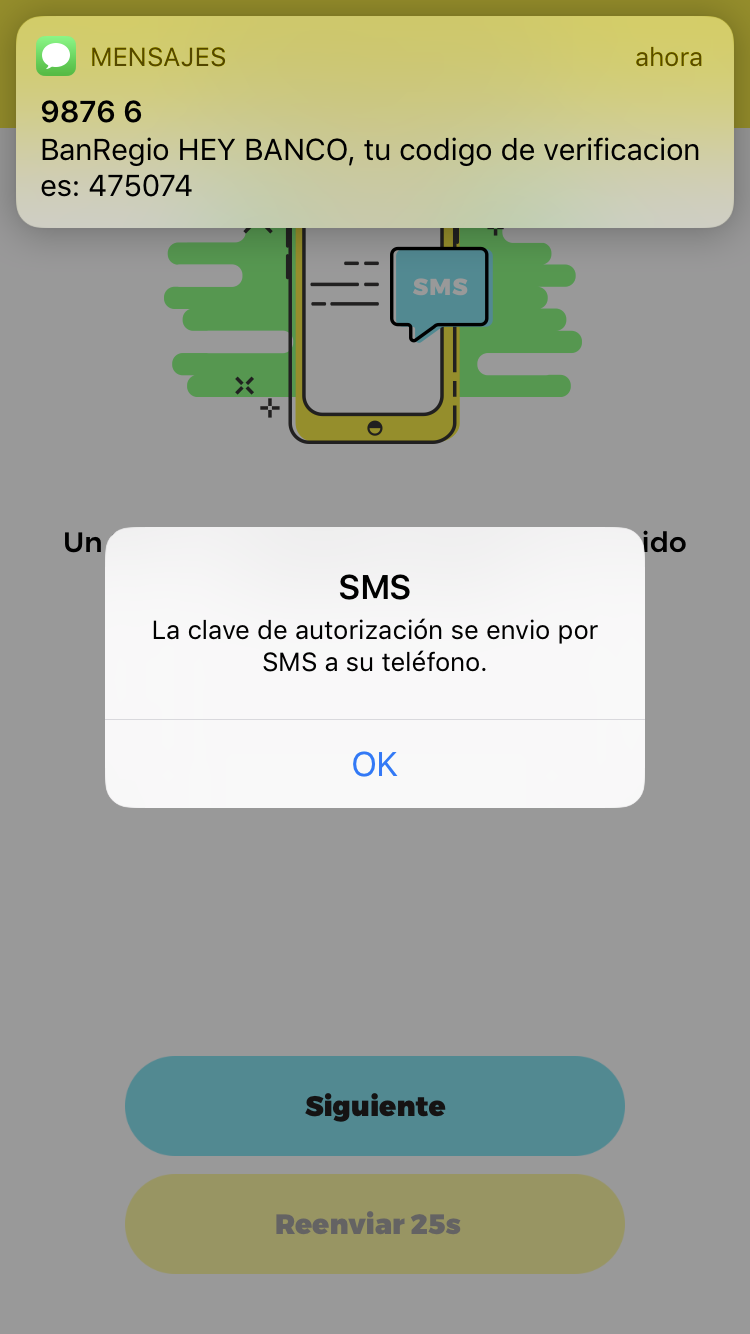 MENSAJES
ahora
9876 6
BanRegio HEY BANCO, tu codigo de verificacion
es: 475074
SMS
Un
ido
SMS
La clave de autorización se envio por
SMS a su teléfono.
OK
Siguiente
Reenviar 25s